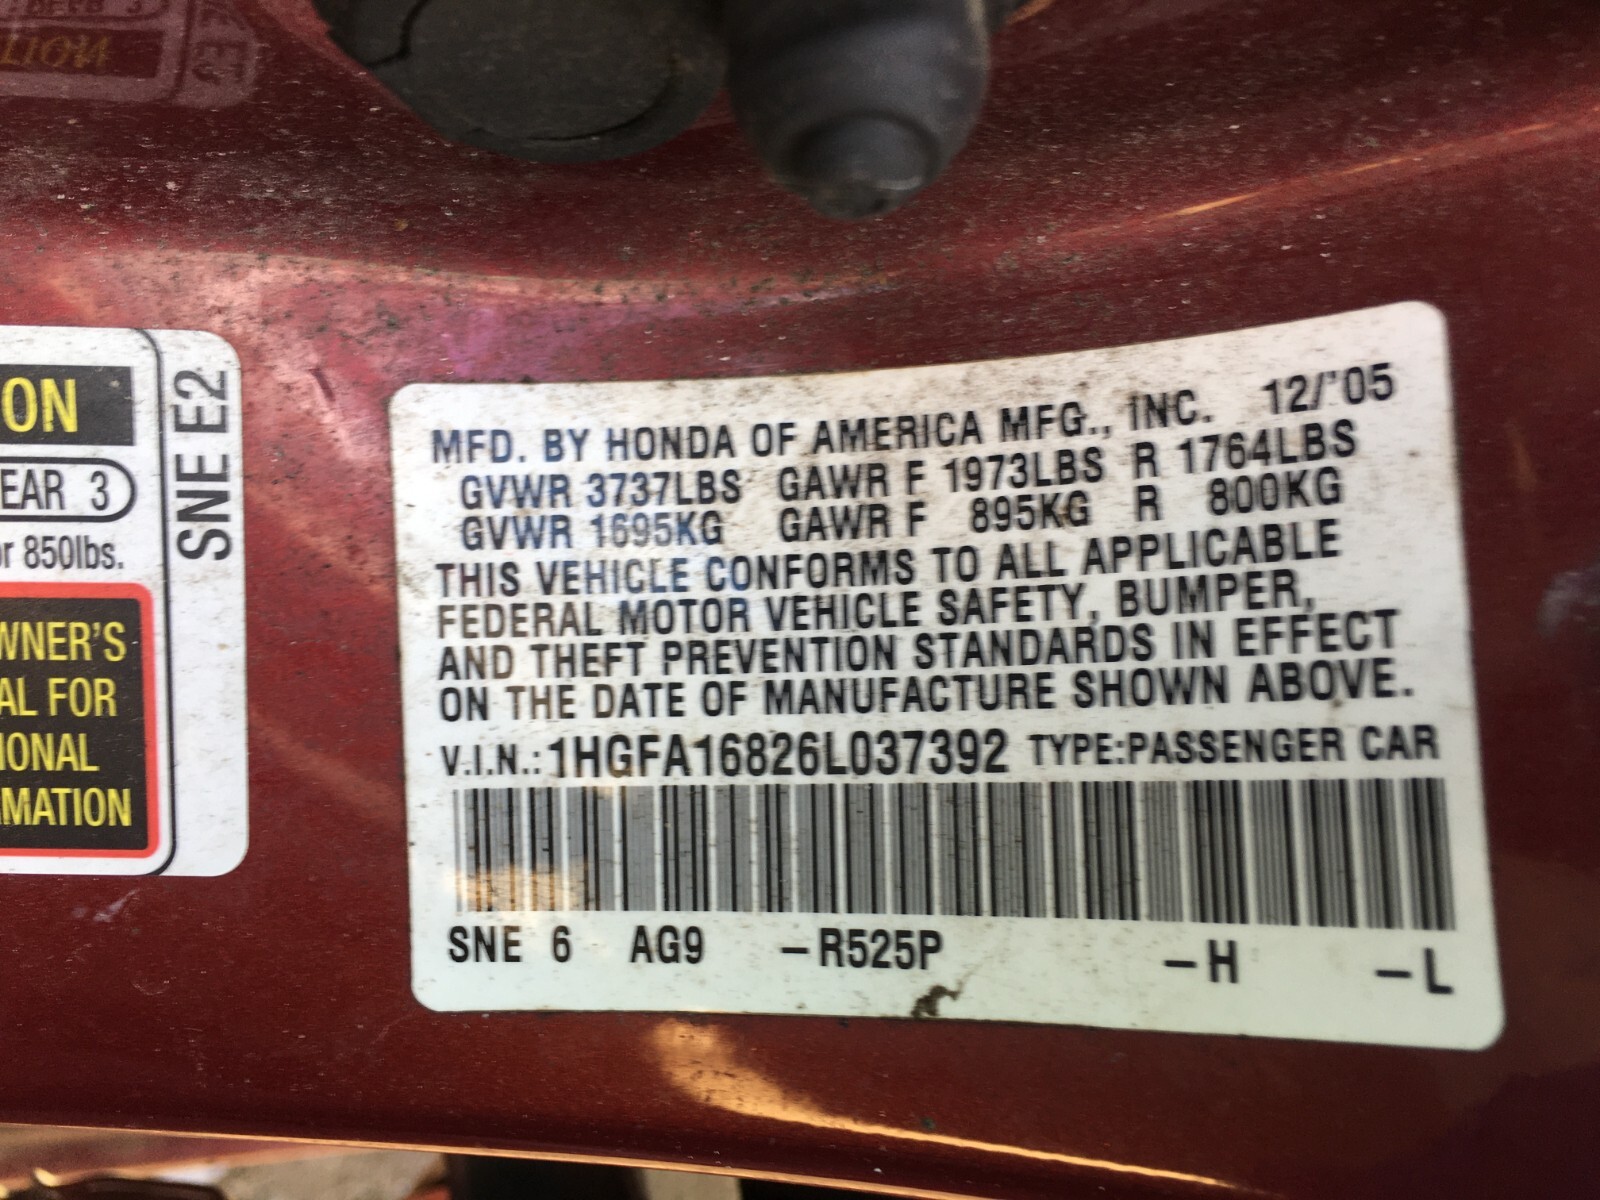 ON
EAR 3
or 850lbs.
WNER'S
AL FOR
IONAL
MATION
SNE E2
MFD. BY HONDA OF AMERICA MFG., INC. 12/'05
GVWR 3737LBS GAWR F 1973LBS R 1764LBS
GVWR 1695KG GAWR F 895KG R 800KG
THIS VEHICLE CONFORMS TO ALL APPLICABLE
FEDERAL MOTOR VEHICLE SAFETY, BUMPER,
AND THEFT PREVENTION STANDARDS IN EFFECT
ON THE DATE OF MANUFACTURE SHOWN ABOVE.
V.I.N.: 1HGFA16826L037392 TYPE:PASSENGER CAR
SNE 6 AG9 -R525P -H -L